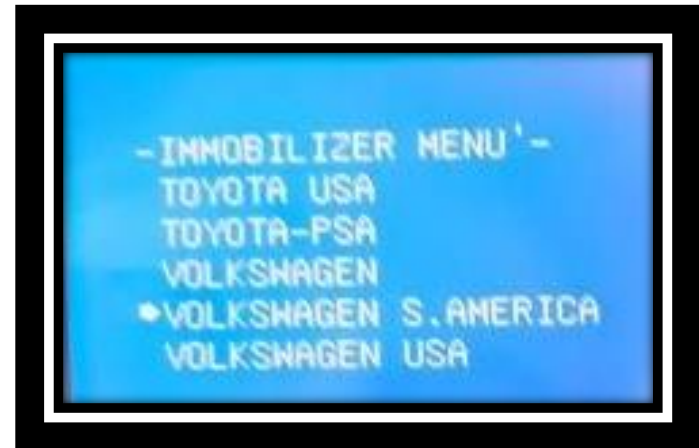 -IMMOBILIZER MENU'-
TOYOTA USA
TOYOTA-PSA
VOLKSWAGEN
VOLKSWAGEN S.AMERICA
VOLKSWAGEN USA